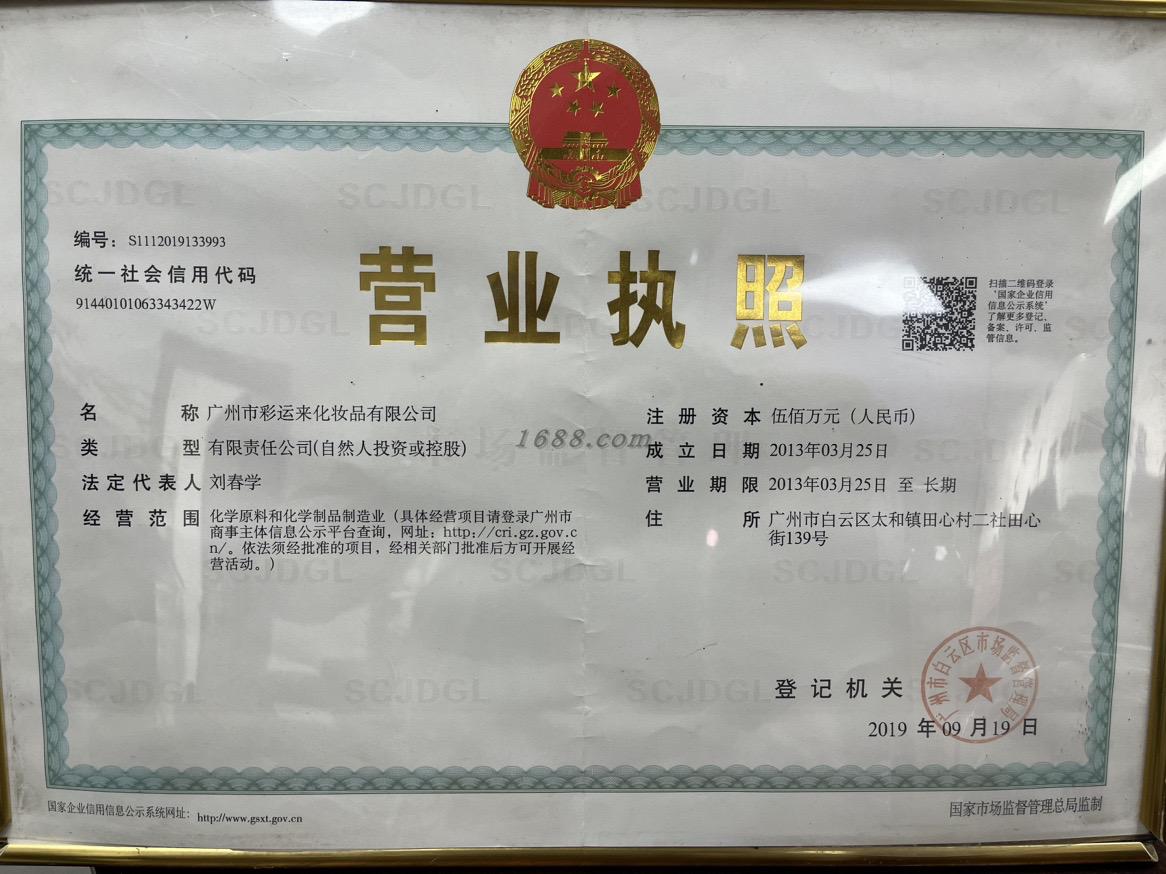 编号： S1112019133993
统一社会信用代码
91440101063343422W
营业执照
扫描二维码登录
‘国家企业信用
信息公示系统’
了解更多登记、
备案、许可、监
管信息。
名称 广州市彩运来化妆品有限公司
类型 有限责任公司(自然人投资或控股)
法定代表人 刘春学
经营范围 化学原料和化学制品制造业（具体经营项目请登录广州市
商事主体信息公示平台查询，网址：http://cri.gz.gov.c
n/。依法须经批准的项目，经相关部门批准后方可开展经
营活动。）
注册资本 伍佰万元（人民币）
成立日期 2013年03月25日
营业期限 2013年03月25日 至 长期
住所 广州市白云区太和镇田心村二社田心
街139号
1688.com
SCJDGL
登记机关
广州市白云区市场监督管理局
2019 年 09 月 19 日
国家企业信用信息公示系统网址： http://www.gsxt.gov.cn
国家市场监督管理总局监制